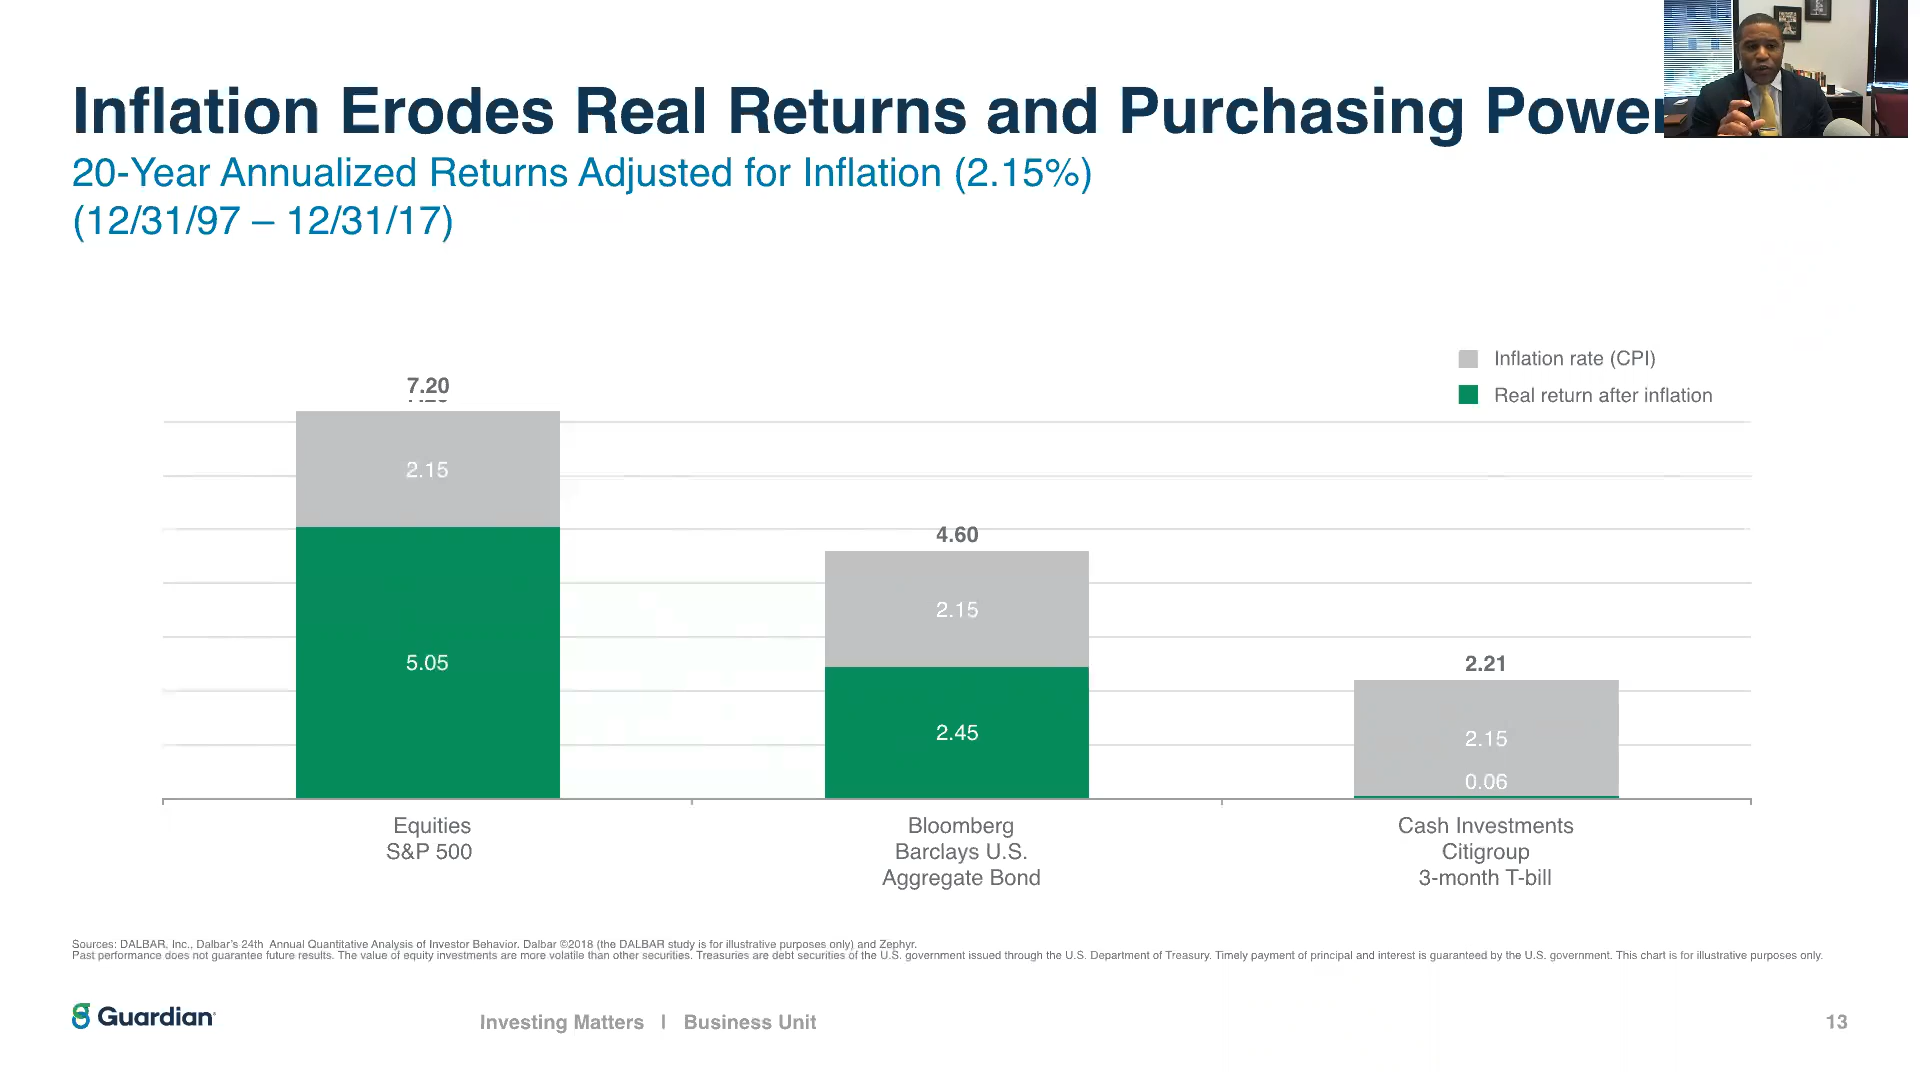 Inflation Erodes Real Returns and Purchasing Power
20-Year Annualized Returns Adjusted for Inflation (2.15%)
(12/31/97 – 12/31/17)
Inflation rate (CPI)
Real return after inflation
7.20
2.15
5.05
4.60
2.15
2.45
2.21
2.15
0.06
Equities
S&P 500
Bloomberg
Barclays U.S.
Aggregate Bond
Cash Investments
Citigroup
3-month T-bill
Sources: DALBAR, Inc., Dalbar's 24th Annual Quantitative Analysis of Investor Behavior. Dalbar ©2018 (the DALBAR study is for illustrative purposes only) and Zephyr.
Past performance does not guarantee future results. The value of equity investments are more volatile than other securities. Treasuries are debt securities of the U.S. government issued through the U.S. Department of Treasury. Timely payment of principal and interest is guaranteed by the U.S. government. This chart is for illustrative purposes only.
Guardian
Investing Matters | Business Unit
13